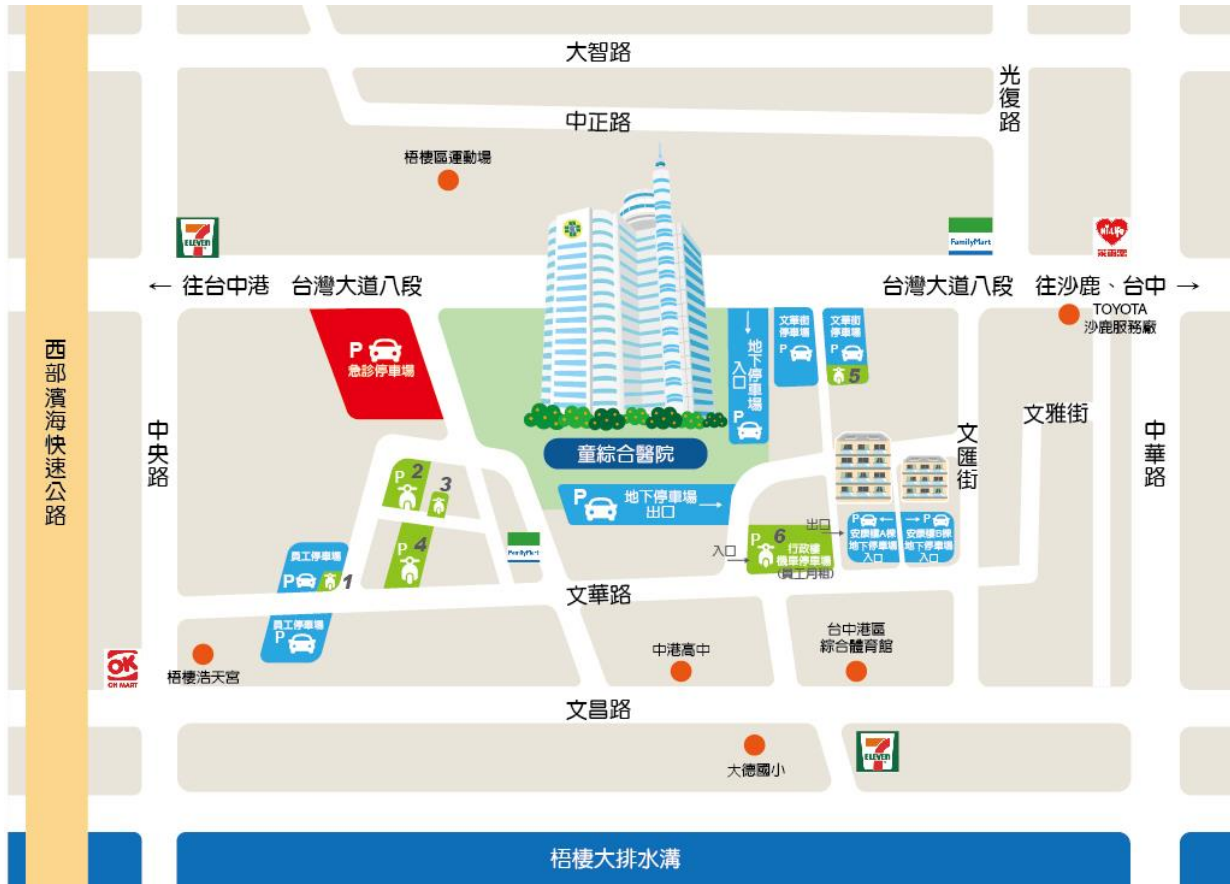 大智路
光復路
中正路
梧棲區運動場
7
ELEVEN
FamilyMart
Hi-Life
萊爾富
← 往台中港
台灣大道八段
台灣大道八段
往沙鹿、台中 →
TOYOTA
沙鹿服務廠
西部濱海快速公路
中央路
P
急診停車場
↓地下停車場
入口
P
文華街
停車場
P
文華街
停車場
P
5
文雅街
文匯街
中華路
童綜合醫院
P
2
P
3
P
4
P
地下停車場
出口
→
FamilyMart
入口
→
P
6
行政樓
機車停車場
(員工月租)
出口
→
P
←
安康樓A棟
地下停車場
入口
→
P
安康樓B棟
地下停車場
入口
員工停車場
P
1
員工停車場
P
文華路
OK
OK MART
梧棲浩天宮
中港高中
台中港區
綜合體育館
文昌路
大德國小
7
ELEVEN
梧棲大排水溝